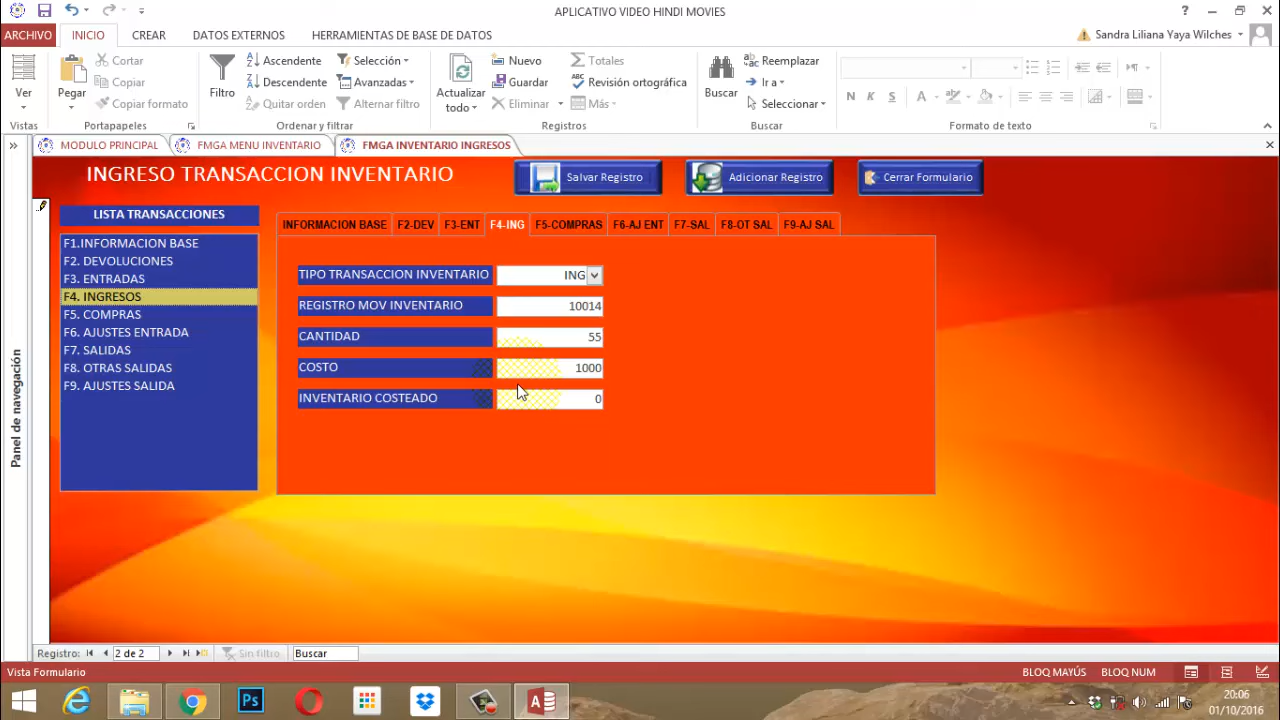 APLICATIVO VIDEO HINDI MOVIES
ARCHIVO INICIO CREAR DATOS EXTERNOS HERRAMIENTAS DE BASE DE DATOS Sandra Liliana Yaya Wilches
Ver
Vistas
Pegar
Cortar
Copiar
Copiar formato
Portapapeles
Filtro
Ascendente
Descendente
Quitar orden
Selección
Avanzadas
Alternar filtro
Ordenar y filtrar
Actualizar
todo
Nuevo
Guardar
Eliminar
Totales
Revisión ortográfica
Más
Registros
Buscar
Reemplazar
Ir a
Seleccionar
Buscar
N K S
A
Formato de texto
MODULO PRINCIPAL FMGA MENU INVENTARIO FMGA INVENTARIO INGRESOS
INGRESO TRANSACCION INVENTARIO Salvar Registro Adicionar Registro Cerrar Formulario
Panel de navegación
LISTA TRANSACCIONES
F1.INFORMACION BASE
F2. DEVOLUCIONES
F3. ENTRADAS
F4. INGRESOS
F5. COMPRAS
F6. AJUSTES ENTRADA
F7. SALIDAS
F8. OTRAS SALIDAS
F9. AJUSTES SALIDA
INFORMACION BASE F2-DEV F3-ENT F4-ING F5-COMPRAS F6-AJ ENT F7-SAL F8-OT SAL F9-AJ SAL
TIPO TRANSACCION INVENTARIO ING
REGISTRO MOV INVENTARIO 10014
CANTIDAD 55
COSTO 1000
INVENTARIO COSTEADO 0
Registro: 2 de 2 Sin filtro Buscar
Vista Formulario BLOQ MAYÚS BLOQ NUM
Ps
20:06
01/10/2016